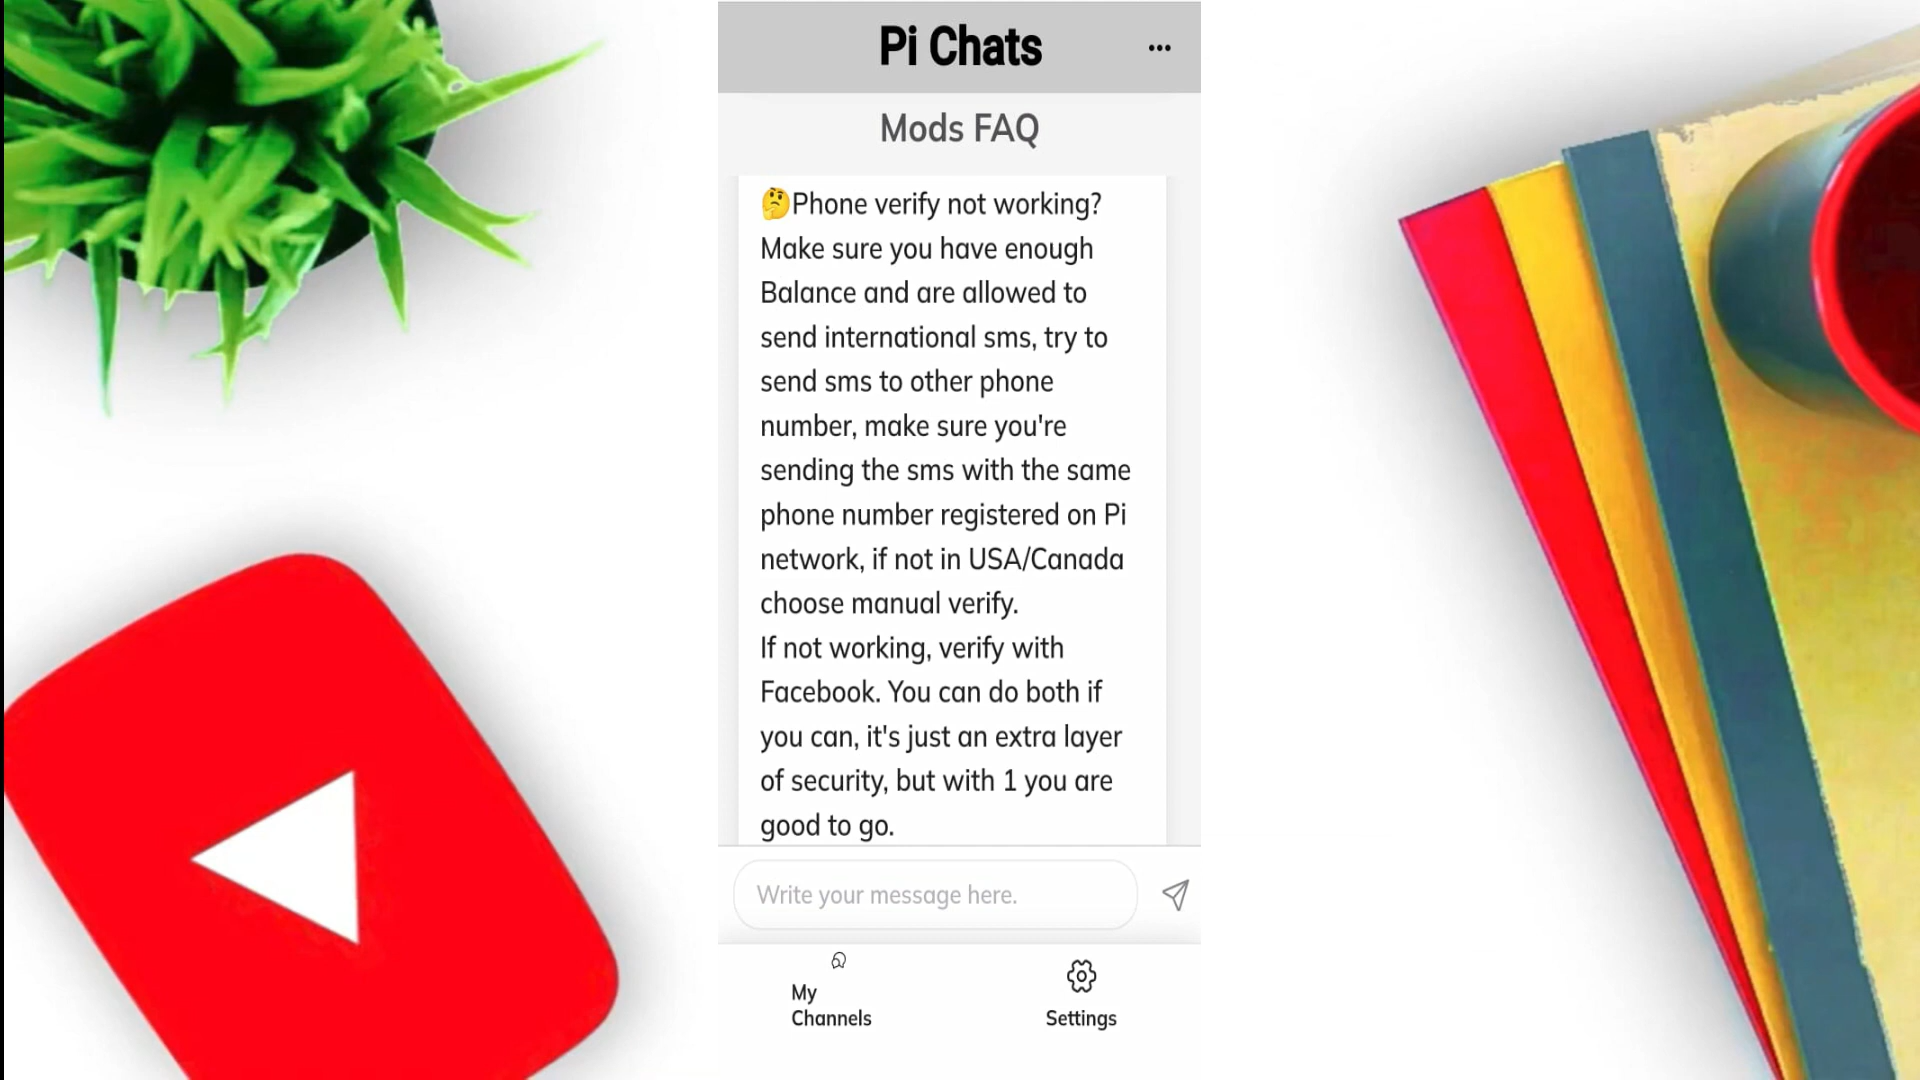 Pi Chats
Mods FAQ
🤔Phone verify not working?
Make sure you have enough
Balance and are allowed to
send international sms, try to
send sms to other phone
number, make sure you're
sending the sms with the same
phone number registered on Pi
network, if not in USA/Canada
choose manual verify.
If not working, verify with
Facebook. You can do both if
you can, it's just an extra layer
of security, but with 1 you are
good to go.
Write your message here.
My
Channels
Settings